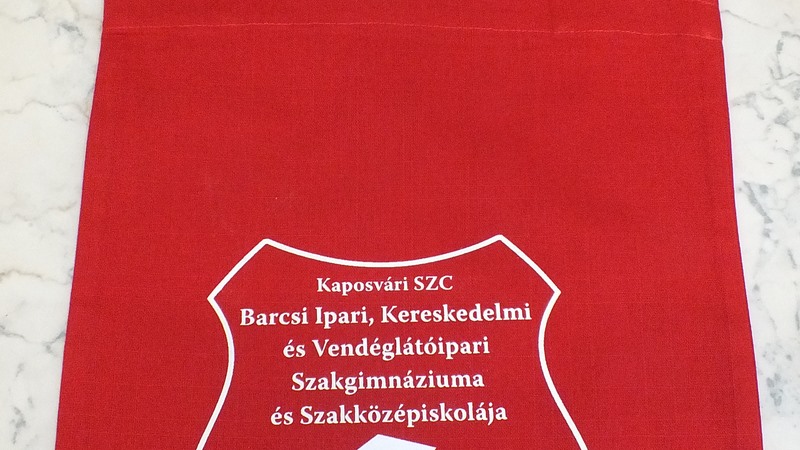 Kaposvári SZC
Barcsi Ipari, Kereskedelmi
és Vendéglátóipari
Szakgimnáziuma
és Szakközépiskolája